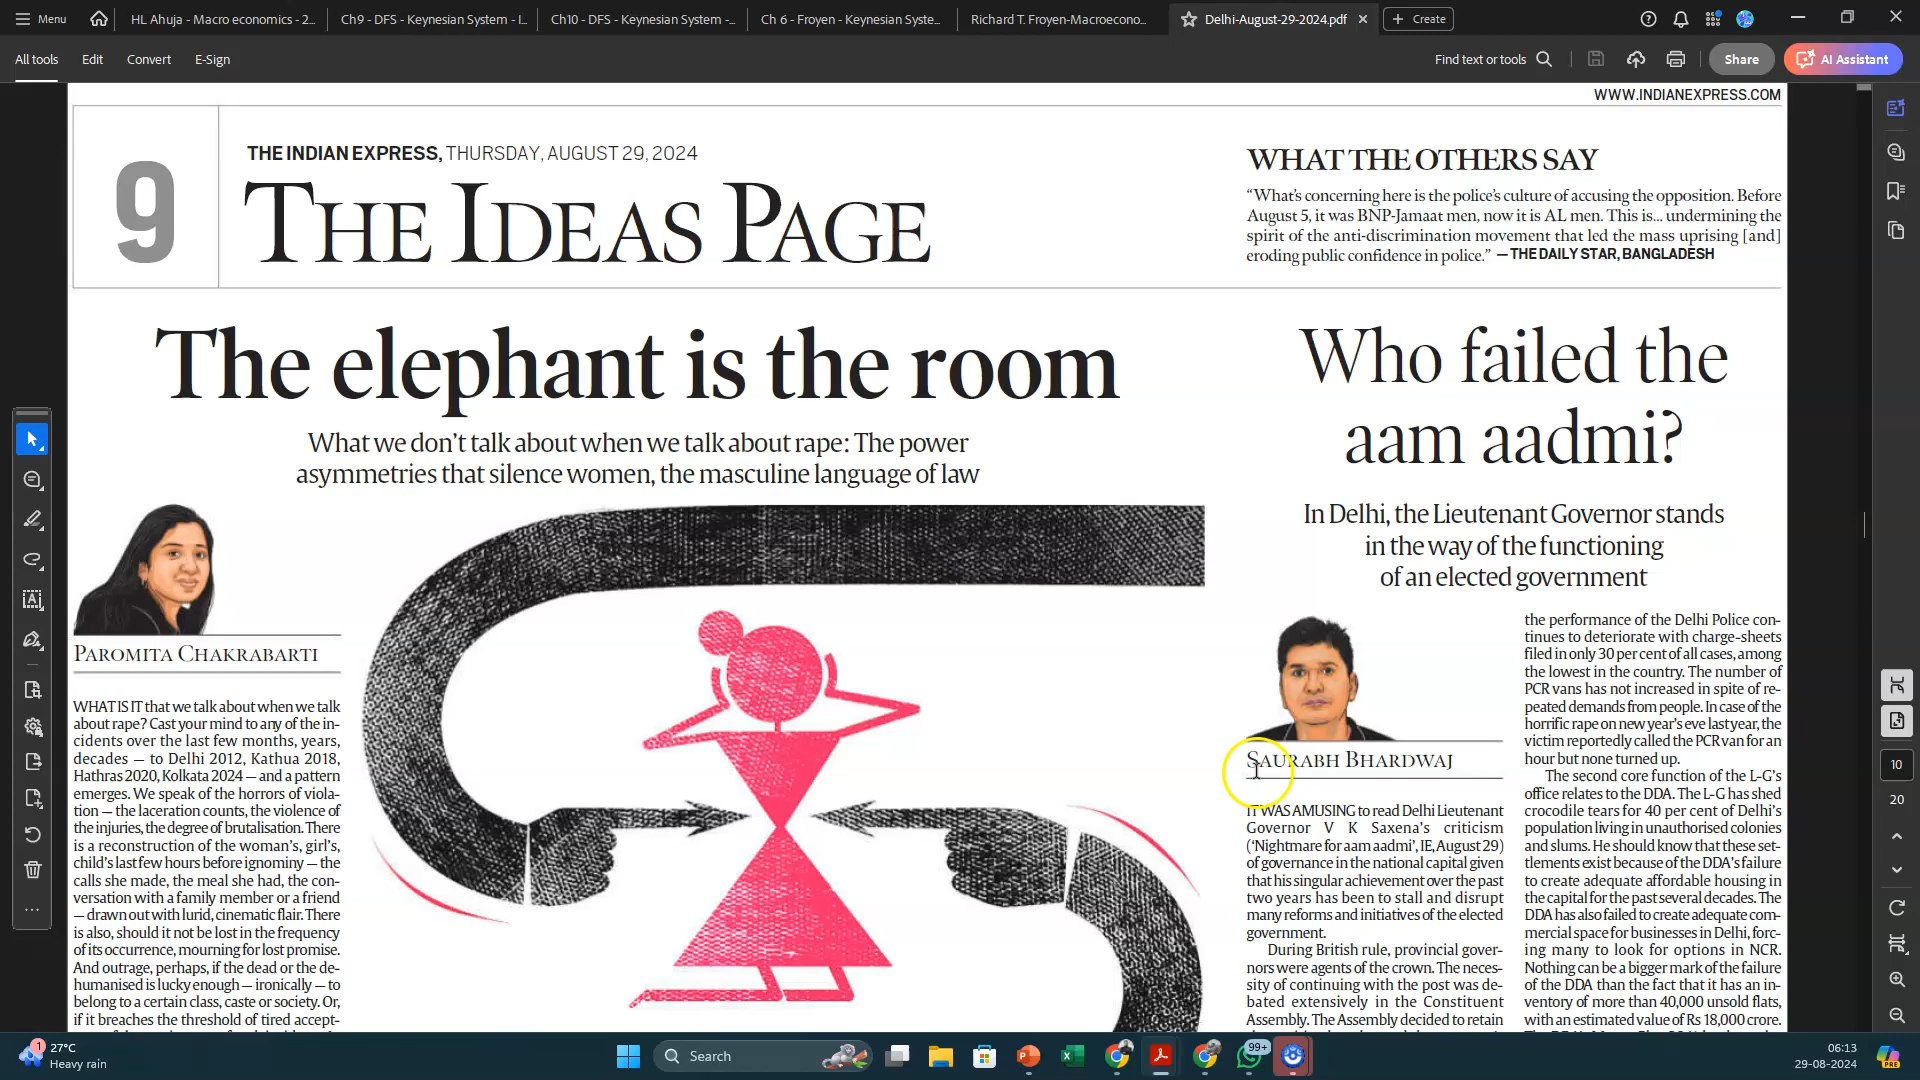 Menu
HL Ahuja - Macro economics - 2...
Ch9 - DFS - Keynesian System - I...
Ch10 - DFS - Keynesian System -...
Ch 6 - Froyen - Keynesian Syste...
Richard T. Froyen-Macroecono...
Delhi-August-29-2024.pdf
Create
All tools
Edit
Convert
E-Sign
Find text or tools
Share
AI Assistant
WWW.INDIANEXPRESS.COM
9
THE INDIAN EXPRESS, THURSDAY, AUGUST 29, 2024
THE IDEAS PAGE
WHAT THE OTHERS SAY
“What’s concerning here is the police’s culture of accusing the opposition. Before
August 5, it was BNP-Jamaat men, now it is AL men. This is... undermining the
spirit of the anti-discrimination movement that led the mass uprising [and]
eroding public confidence in police.” — THE DAILY STAR, BANGLADESH
The elephant is the room
What we don’t talk about when we talk about rape: The power
asymmetries that silence women, the masculine language of law
PAROMITA CHAKRABARTI
WHAT IS IT that we talk about when we talk
about rape? Cast your mind to any of the in-
cidents over the last few months, years,
decades — to Delhi 2012, Kathua 2018,
Hathras 2020, Kolkata 2024 — and a pattern
emerges. We speak of the horrors of viola-
tion — the laceration counts, the violence of
the injuries, the degree of brutalisation. There
is a reconstruction of the woman’s, girl’s,
child’s last few hours before ignominy — the
calls she made, the meal she had, the con-
versation with a family member or a friend
— drawn out with lurid, cinematic flair. There
is also, should it not be lost in the frequency
of its occurrence, mourning for lost promise.
And outrage, perhaps, if the dead or the de-
humanised is lucky enough — ironically — to
belong to a certain class, caste or society. Or,
if it breaches the threshold of tired accept-
Who failed the
aam aadmi?
In Delhi, the Lieutenant Governor stands
in the way of the functioning
of an elected government
SAURABH BHARDWAJ
IT WAS AMUSING to read Delhi Lieutenant
Governor V K Saxena’s criticism
(‘Nightmare for aam aadmi’, IE, August 29)
of governance in the national capital given
that his singular achievement over the past
two years has been to stall and disrupt
many reforms and initiatives of the elected
government.
During British rule, provincial gover-
nors were agents of the crown. The neces-
sity of continuing with the post was de-
bated extensively in the Constituent
Assembly. The Assembly decided to retain
the performance of the Delhi Police con-
tinues to deteriorate with charge-sheets
filed in only 30 per cent of all cases, among
the lowest in the country. The number of
PCR vans has not increased in spite of re-
peated demands from people. In case of the
horrific rape on new year’s eve last year, the
victim reportedly called the PCR van for an
hour but none turned up.
The second core function of the L-G’s
office relates to the DDA. The L-G has shed
crocodile tears for 40 per cent of Delhi’s
population living in unauthorised colonies
and slums. He should know that these set-
tlements exist because of the DDA’s failure
to create adequate affordable housing in
the capital for the past several decades. The
DDA has also failed to create adequate com-
mercial space for businesses in Delhi, forc-
ing many to look for options in NCR.
Nothing can be a bigger mark of the failure
of the DDA than the fact that it has an in-
ventory of more than 40,000 unsold flats,
with an estimated value of Rs 18,000 crore.
10
20
1
27°C
Heavy rain
Search
99+
06:13
29-08-2024
PRE